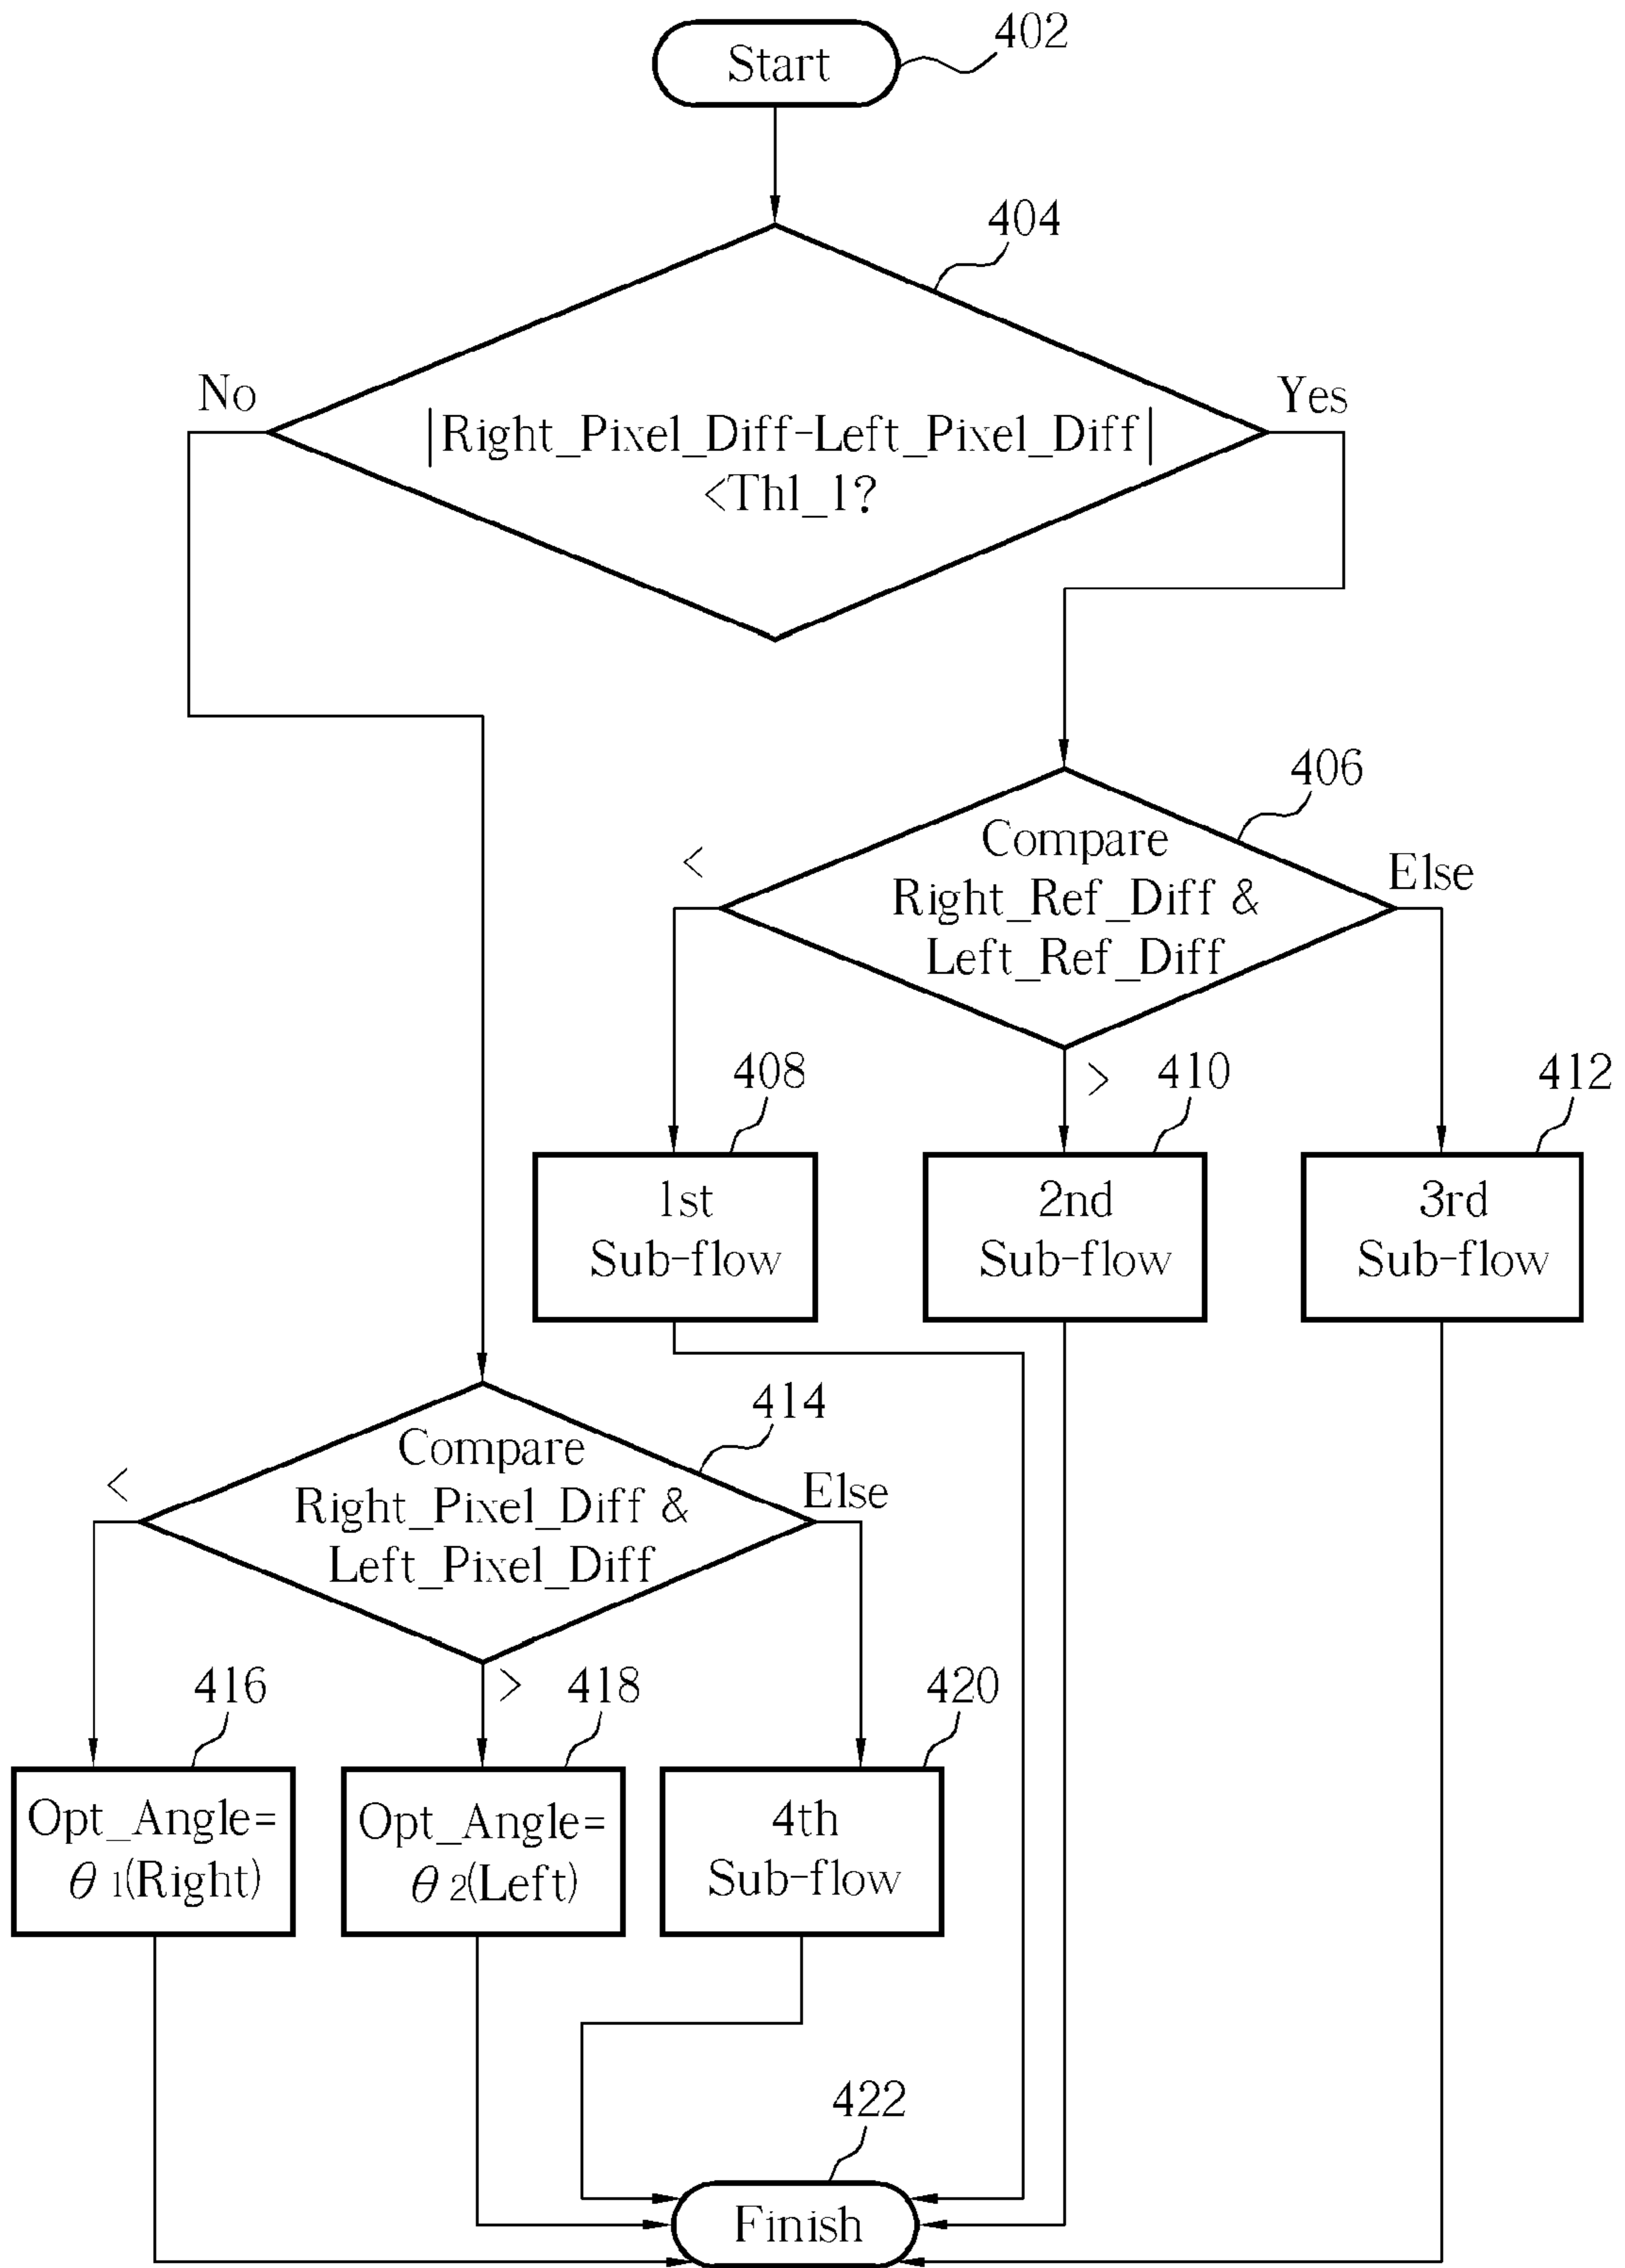 Start
402
404
No
Yes
|Right_Pixel_Diff-Left_Pixel_Diff|
<Th1_1?
406
Compare
Right_Ref_Diff &
Left_Ref_Diff
<
Else
>
408
410
412
1st
Sub-flow
2nd
Sub-flow
3rd
Sub-flow
414
Compare
Right_Pixel_Diff &
Left_Pixel_Diff
<
Else
>
416
418
420
Opt_Angle=
θ1(Right)
Opt_Angle=
θ2(Left)
4th
Sub-flow
422
Finish